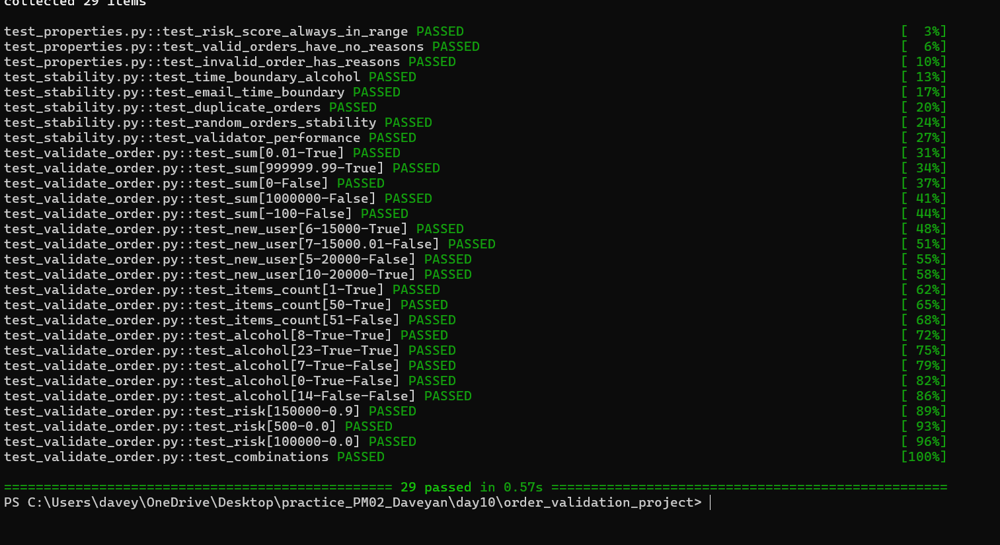 collected 29 items
test_properties.py::test_risk_score_always_in_range PASSED [  3%]
test_properties.py::test_valid_orders_have_no_reasons PASSED [  6%]
test_properties.py::test_invalid_order_has_reasons PASSED [ 10%]
test_stability.py::test_time_boundary_alcohol PASSED [ 13%]
test_stability.py::test_email_time_boundary PASSED [ 17%]
test_stability.py::test_duplicate_orders PASSED [ 20%]
test_stability.py::test_random_orders_stability PASSED [ 24%]
test_stability.py::test_validator_performance PASSED [ 27%]
test_validate_order.py::test_sum[0.01-True] PASSED [ 31%]
test_validate_order.py::test_sum[999999.99-True] PASSED [ 34%]
test_validate_order.py::test_sum[0-False] PASSED [ 37%]
test_validate_order.py::test_sum[1000000-False] PASSED [ 41%]
test_validate_order.py::test_sum[-100-False] PASSED [ 44%]
test_validate_order.py::test_new_user[6-15000-True] PASSED [ 48%]
test_validate_order.py::test_new_user[7-15000.01-False] PASSED [ 51%]
test_validate_order.py::test_new_user[5-20000-False] PASSED [ 55%]
test_validate_order.py::test_new_user[10-20000-True] PASSED [ 58%]
test_validate_order.py::test_items_count[1-True] PASSED [ 62%]
test_validate_order.py::test_items_count[50-True] PASSED [ 65%]
test_validate_order.py::test_items_count[51-False] PASSED [ 68%]
test_validate_order.py::test_alcohol[8-True-True] PASSED [ 72%]
test_validate_order.py::test_alcohol[23-True-True] PASSED [ 75%]
test_validate_order.py::test_alcohol[7-True-False] PASSED [ 79%]
test_validate_order.py::test_alcohol[0-True-False] PASSED [ 82%]
test_validate_order.py::test_alcohol[14-False-False] PASSED [ 86%]
test_validate_order.py::test_risk[150000-0.9] PASSED [ 89%]
test_validate_order.py::test_risk[500-0.0] PASSED [ 93%]
test_validate_order.py::test_risk[100000-0.0] PASSED [ 96%]
test_validate_order.py::test_combinations PASSED [100%]
================================================= 29 passed in 0.57s ==================================================
PS C:\Users\davey\OneDrive\Desktop\practice_PM02_Daveyan\day10\order_validation_project>